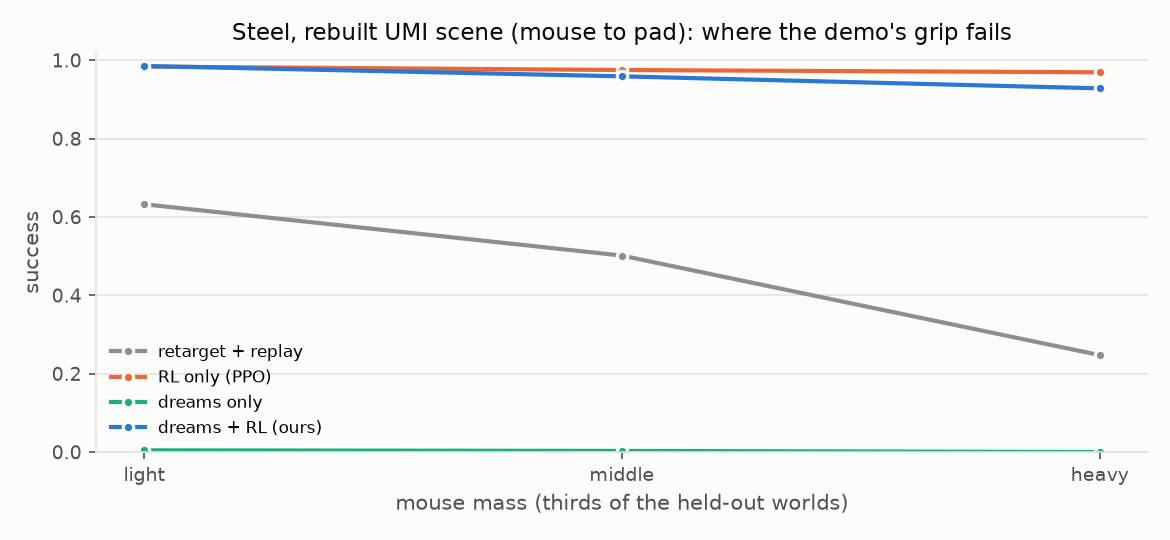 Steel, rebuilt UMI scene (mouse to pad): where the demo's grip fails
1.0
0.8
0.6
0.4
0.2
0.0
success
retarget + replay
RL only (PPO)
dreams only
dreams + RL (ours)
light middle heavy
mouse mass (thirds of the held-out worlds)